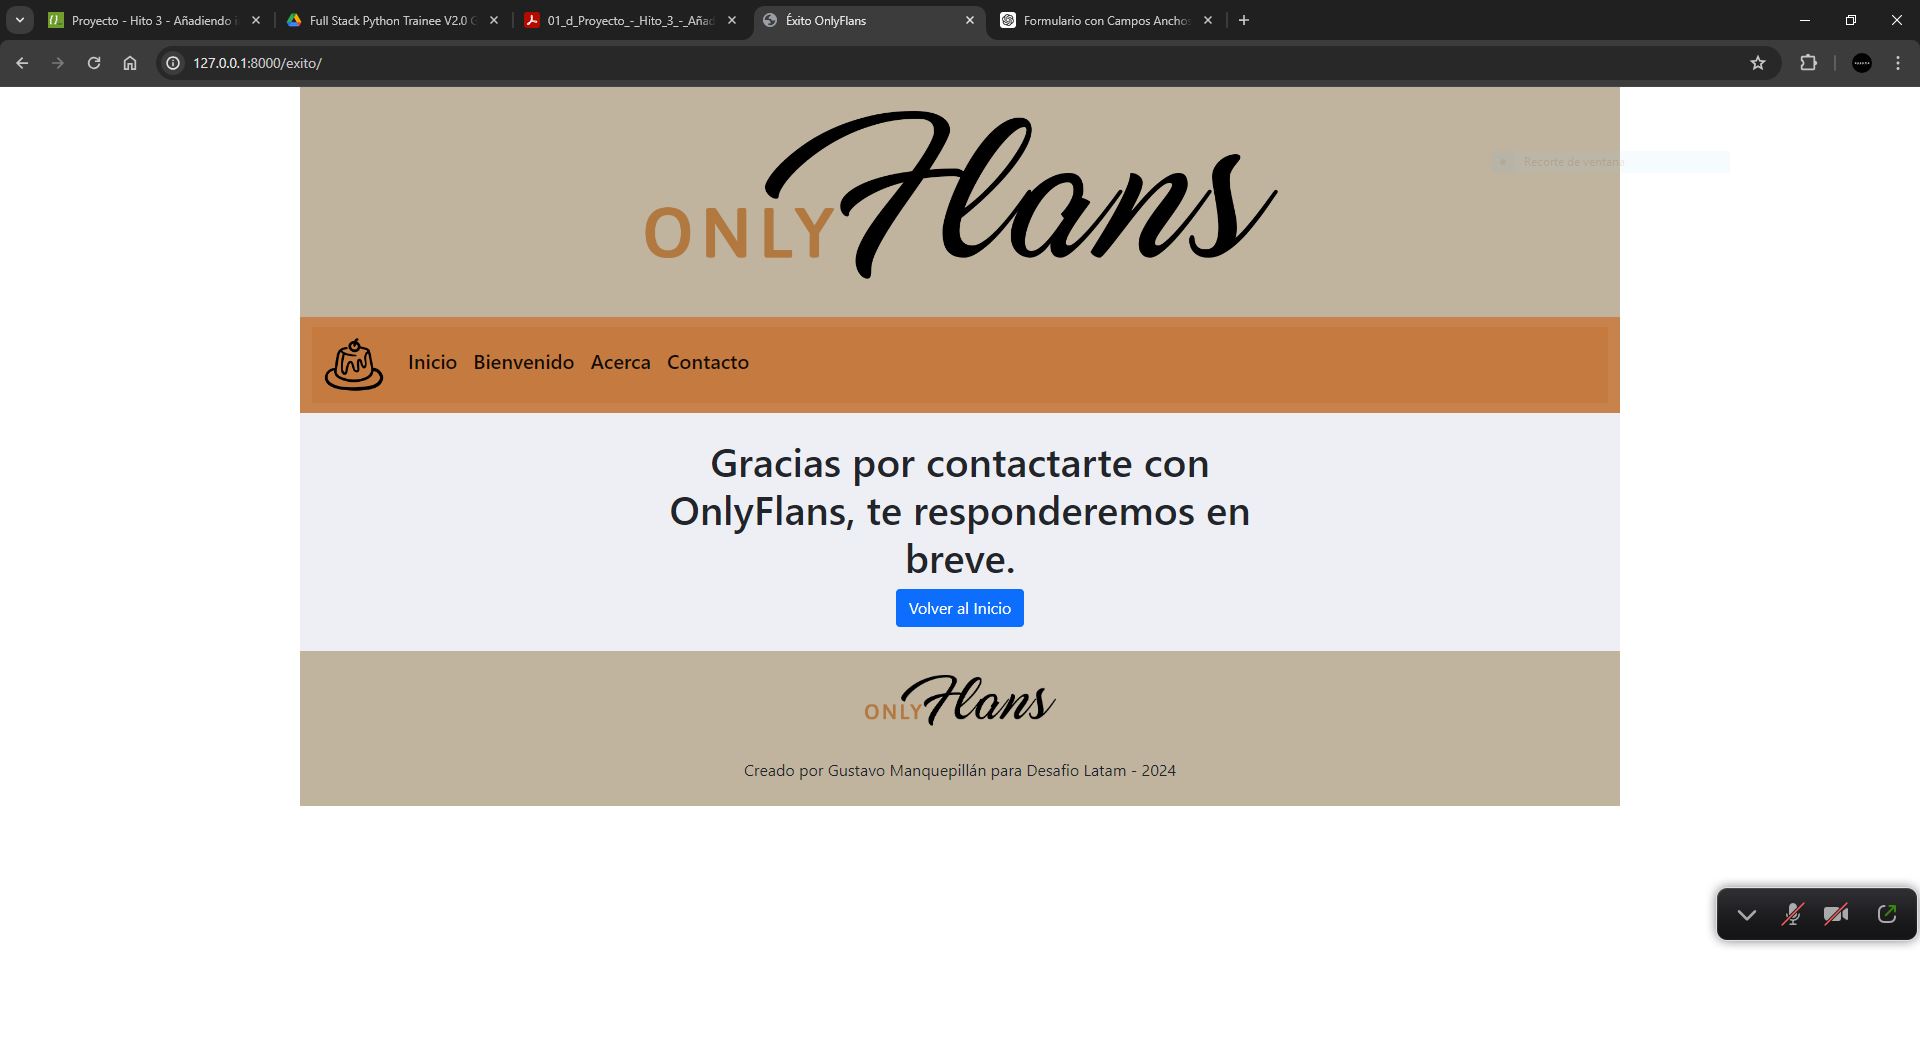 Proyecto - Hito 3 - Añadiendo
Full Stack Python Trainee V2.0
01_d_Proyecto_-_Hito_3_-_Añad
Éxito OnlyFlans
Formulario con Campos Ancho
127.0.0.1:8000/exito/
ONLY Flans
Recorte de ventana
Inicio Bienvenido Acerca Contacto
Gracias por contactarte con
OnlyFlans, te responderemos en
breve.
Volver al Inicio
ONLY Flans
Creado por Gustavo Manquepillán para Desafio Latam - 2024